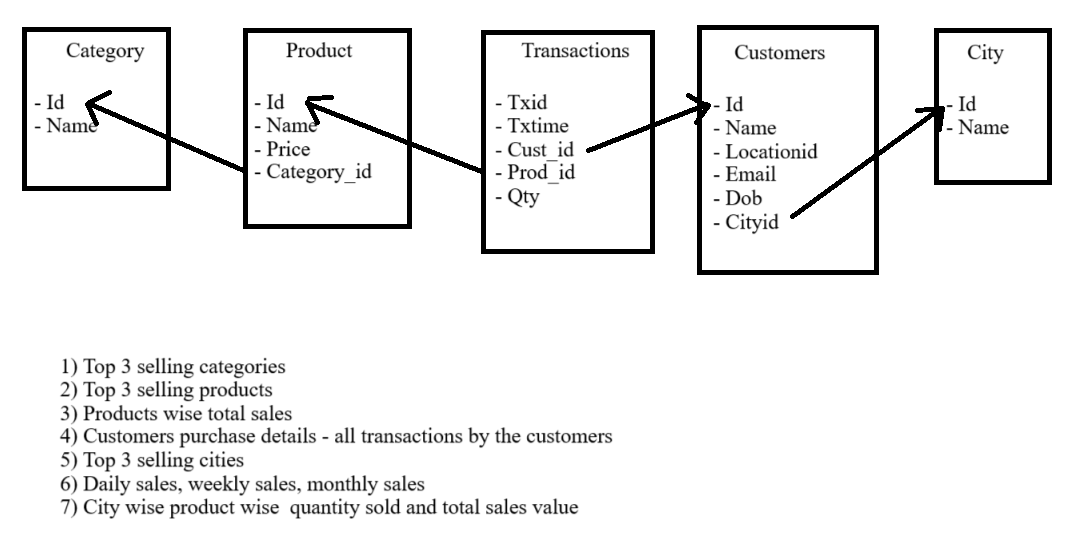 Category
- Id
- Name
Product
- Id
- Name
- Price
- Category_id
Transactions
- Txid
- Txtime
- Cust_id
- Prod_id
- Qty
Customers
- Id
- Name
- Locationid
- Email
- Dob
- Cityid
City
- Id
- Name
1) Top 3 selling categories
2) Top 3 selling products
3) Products wise total sales
4) Customers purchase details - all transactions by the customers
5) Top 3 selling cities
6) Daily sales, weekly sales, monthly sales
7) City wise product wise  quantity sold and total sales value